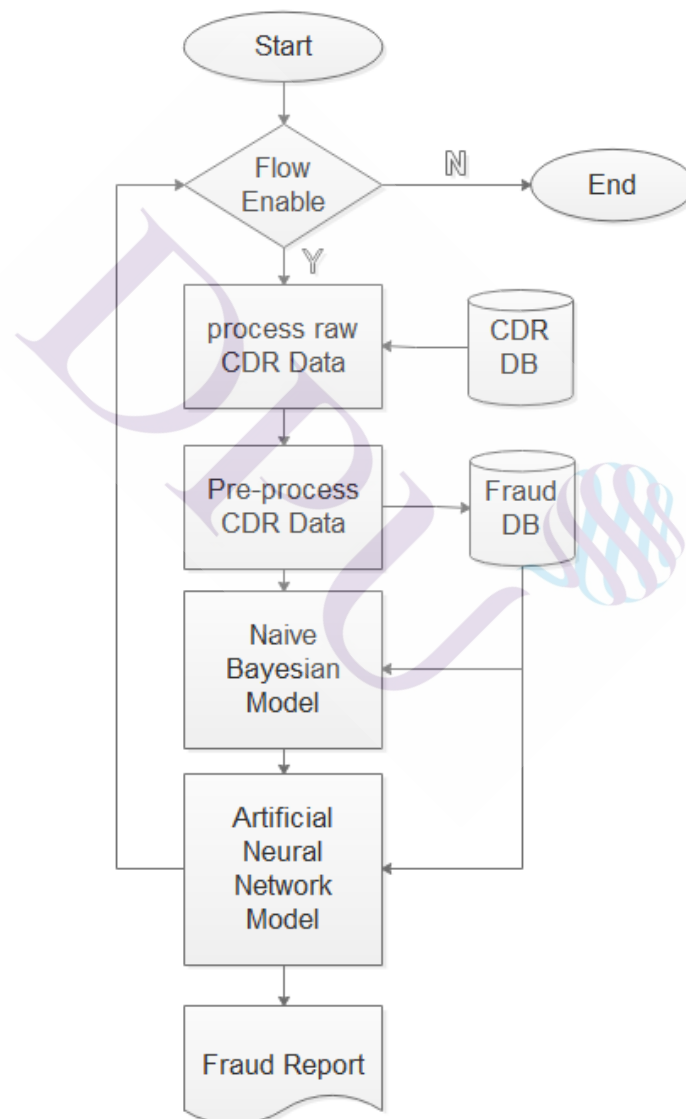 Start
Flow
Enable
N
End
Y
process raw
CDR Data
CDR
DB
Pre-process
CDR Data
Fraud
DB
Naive
Bayesian
Model
Artificial
Neural
Network
Model
Fraud Report
DPU